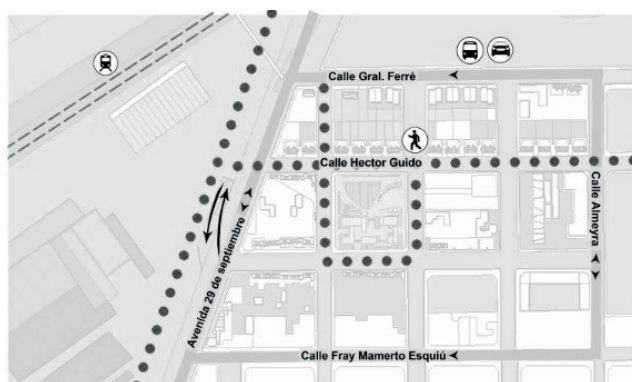 Calle Gral. Ferré
Calle Hector Guido
Calle Almeyra
Avenida 29 de septiembre
Calle Fray Mamerto Esquiú